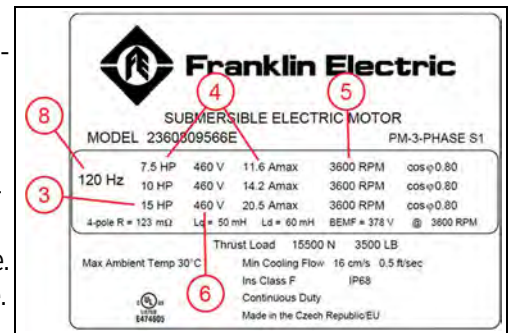 Franklin Electric
SUBMERSIBLE ELECTRIC MOTOR
MODEL 2360809566E PM-3-PHASE S1
8
4
5
120 Hz
7.5 HP 460 V 11.6 Amax 3600 RPM cosφ0.80
10 HP 460 V 14.2 Amax 3600 RPM cosφ0.80
3
15 HP 460 V 20.5 Amax 3600 RPM cosφ0.80
4-pole R = 123 mΩ Lq = 50 mH Ld = 60 mH BEMF = 378 V @ 3600 RPM
Thrust Load 15500 N 3500 LB
Max Ambient Temp 30°C Min Cooling Flow 16 cm/s 0.5 ft/sec
6
Ins Class F IP68
Continuous Duty
UL
LISTED
E474605
Made in the Czech Republic/EU
e.